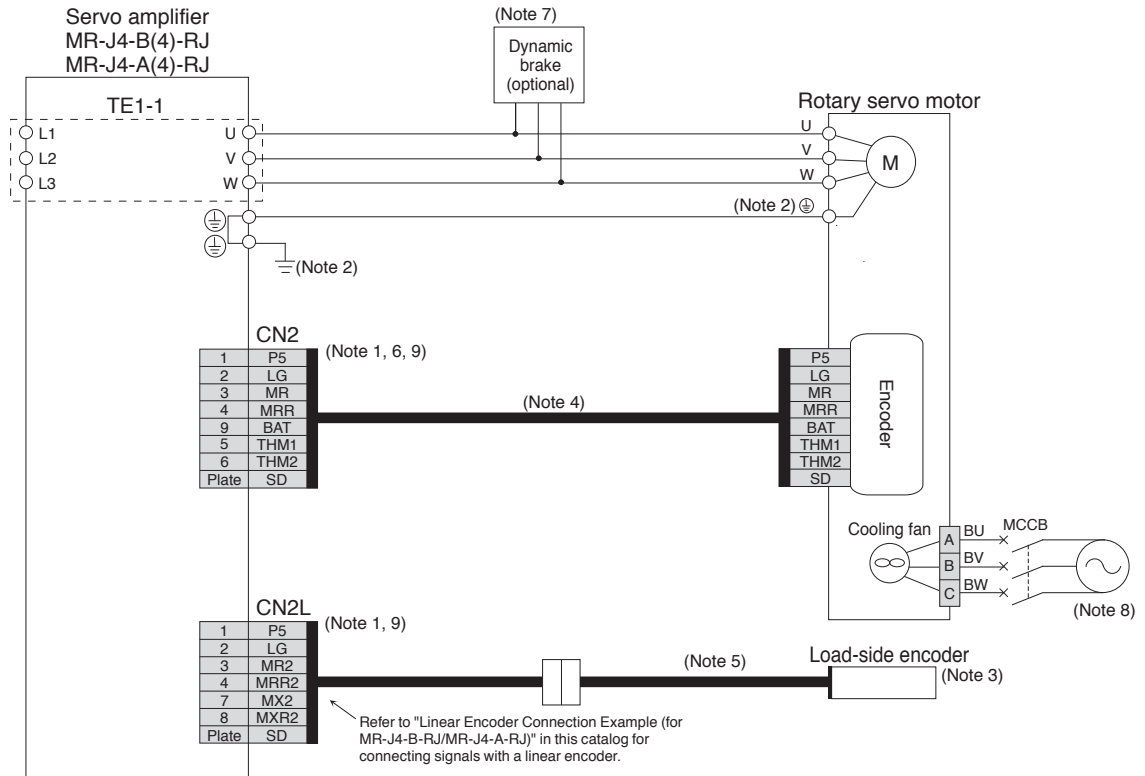 Servo amplifier
MR-J4-B(4)-RJ
MR-J4-A(4)-RJ
TE1-1
L1
L2
L3
U
V
W
(Note 2)
(Note 7)
Dynamic
brake
(optional)
Rotary servo motor
U
V
W
M
(Note 2)
CN2
(Note 1, 6, 9)
1 P5
2 LG
3 MR
4 MRR
9 BAT
5 THM1
6 THM2
Plate SD
(Note 4)
P5
LG
MR
MRR
BAT
THM1
THM2
SD
Encoder
Cooling fan
A BU
B BV
C BW
MCCB
(Note 8)
CN2L
(Note 1, 9)
1 P5
2 LG
3 MR2
4 MRR2
7 MX2
8 MXR2
Plate SD
(Note 5)
Load-side encoder
(Note 3)
Refer to "Linear Encoder Connection Example (for
MR-J4-B-RJ/MR-J4-A-RJ)" in this catalog for
connecting signals with a linear encoder.